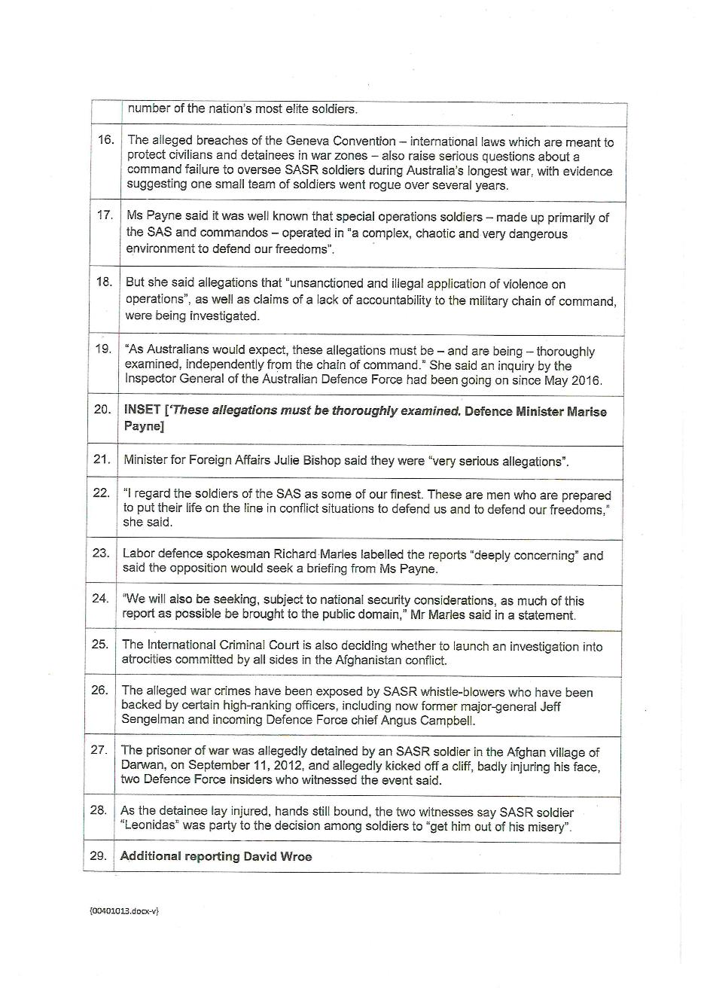 number of the nation's most elite soldiers.
16. The alleged breaches of the Geneva Convention – international laws which are meant to
protect civilians and detainees in war zones – also raise serious questions about a
command failure to oversee SASR soldiers during Australia's longest war, with evidence
suggesting one small team of soldiers went rogue over several years.
17. Ms Payne said it was well known that special operations soldiers – made up primarily of
the SAS and commandos – operated in "a complex, chaotic and very dangerous
environment to defend our freedoms".
18. But she said allegations that "unsanctioned and illegal application of violence on
operations", as well as claims of a lack of accountability to the military chain of command,
were being investigated.
19. "As Australians would expect, these allegations must be – and are being – thoroughly
examined, independently from the chain of command." She said an inquiry by the
Inspector General of the Australian Defence Force had been going on since May 2016.
20. INSET ['These allegations must be thoroughly examined. Defence Minister Marise
Payne]
21. Minister for Foreign Affairs Julie Bishop said they were "very serious allegations".
22. "I regard the soldiers of the SAS as some of our finest. These are men who are prepared
to put their life on the line in conflict situations to defend us and to defend our freedoms,"
she said.
23. Labor defence spokesman Richard Marles labelled the reports "deeply concerning" and
said the opposition would seek a briefing from Ms Payne.
24. "We will also be seeking, subject to national security considerations, as much of this
report as possible be brought to the public domain," Mr Marles said in a statement.
25. The International Criminal Court is also deciding whether to launch an investigation into
atrocities committed by all sides in the Afghanistan conflict.
26. The alleged war crimes have been exposed by SASR whistle-blowers who have been
backed by certain high-ranking officers, including now former major-general Jeff
Sengelman and incoming Defence Force chief Angus Campbell.
27. The prisoner of war was allegedly detained by an SASR soldier in the Afghan village of
Darwan, on September 11, 2012, and allegedly kicked off a cliff, badly injuring his face,
two Defence Force insiders who witnessed the event said.
28. As the detainee lay injured, hands still bound, the two witnesses say SASR soldier
"Leonidas" was party to the decision among soldiers to "get him out of his misery".
29. Additional reporting David Wroe
{00401013.docx-v}